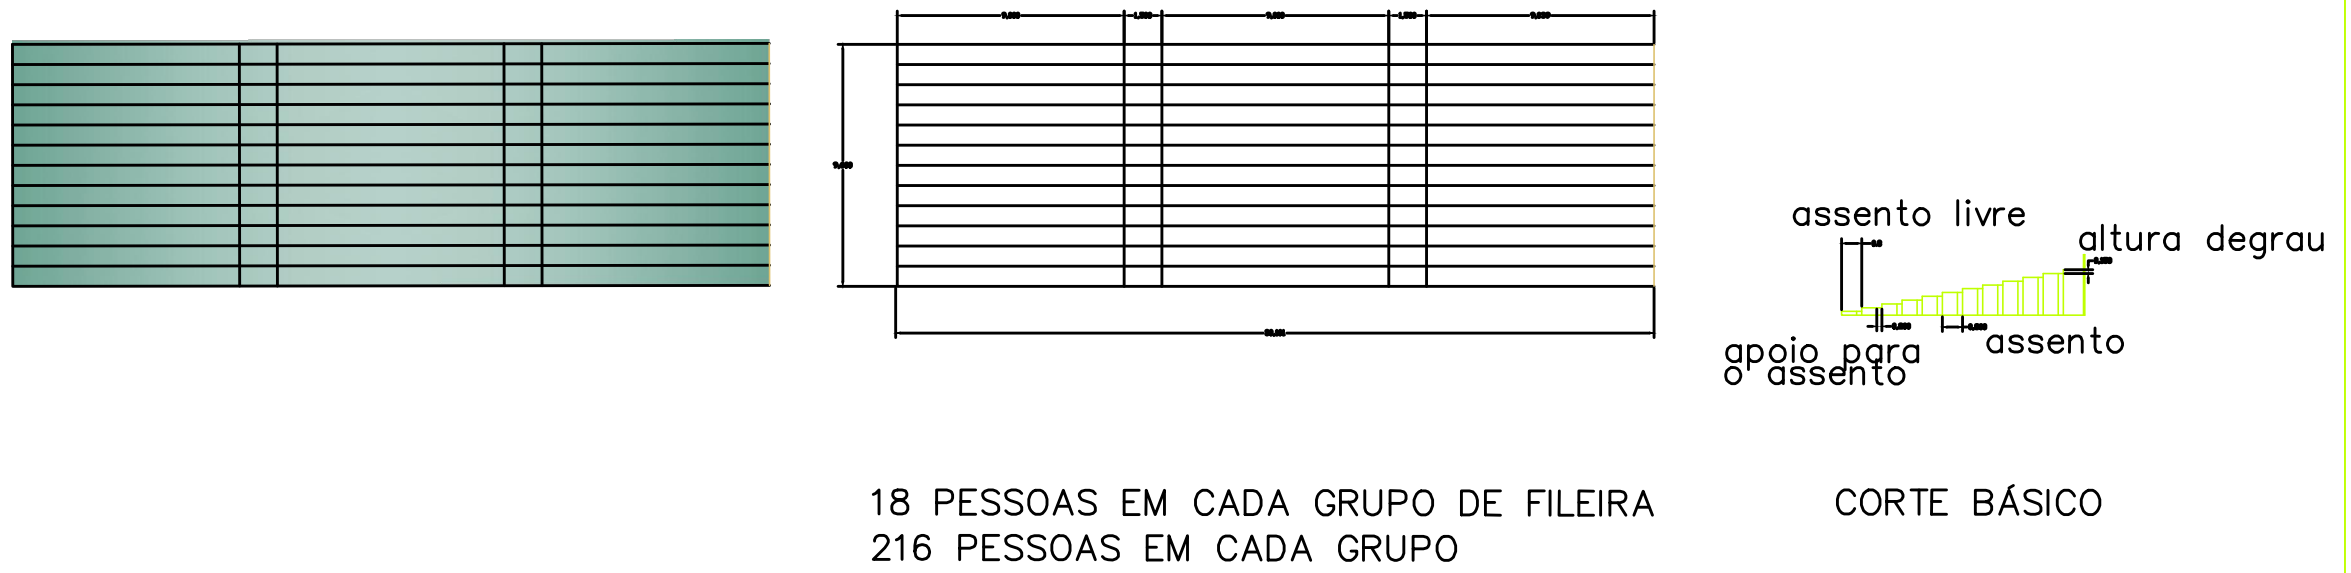 assento livre
altura degrau
assento
apoio para
o assento
18 PESSOAS EM CADA GRUPO DE FILEIRA
216 PESSOAS EM CADA GRUPO
CORTE BÁSICO